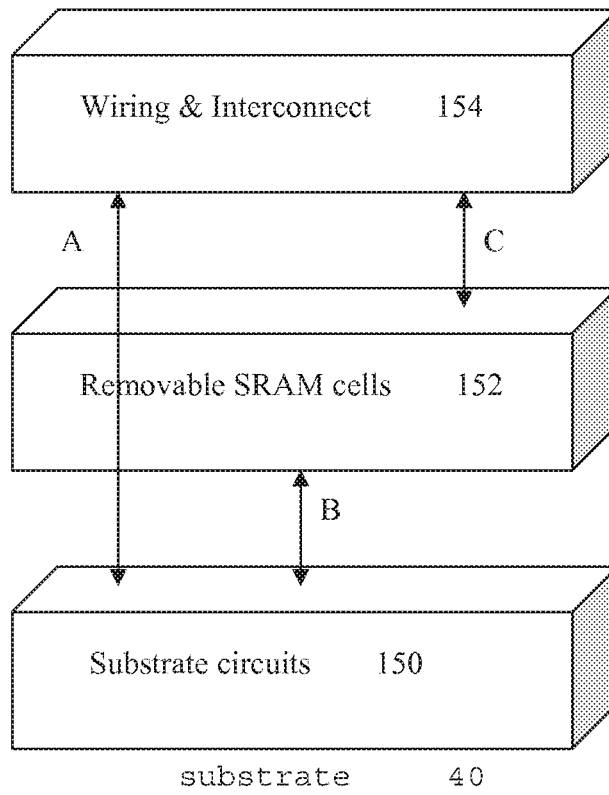 Wiring & Interconnect 154
A
C
Removable SRAM cells 152
B
Substrate circuits 150
substrate 40